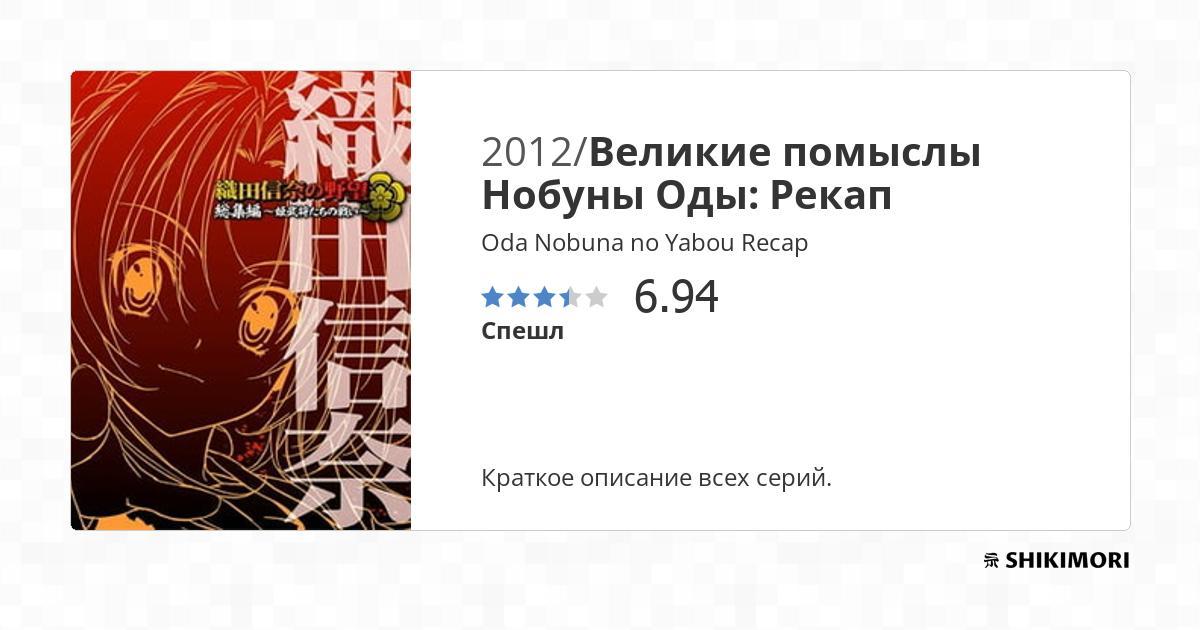 織田信奈
織田信奈の野望
総集編 ～姫武将たちの戦い～
2012/Великие помыслы
Нобуны Оды: Рекап
Oda Nobuna no Yabou Recap
6.94
Спешл
Краткое описание всех серий.
SHIKIMORI